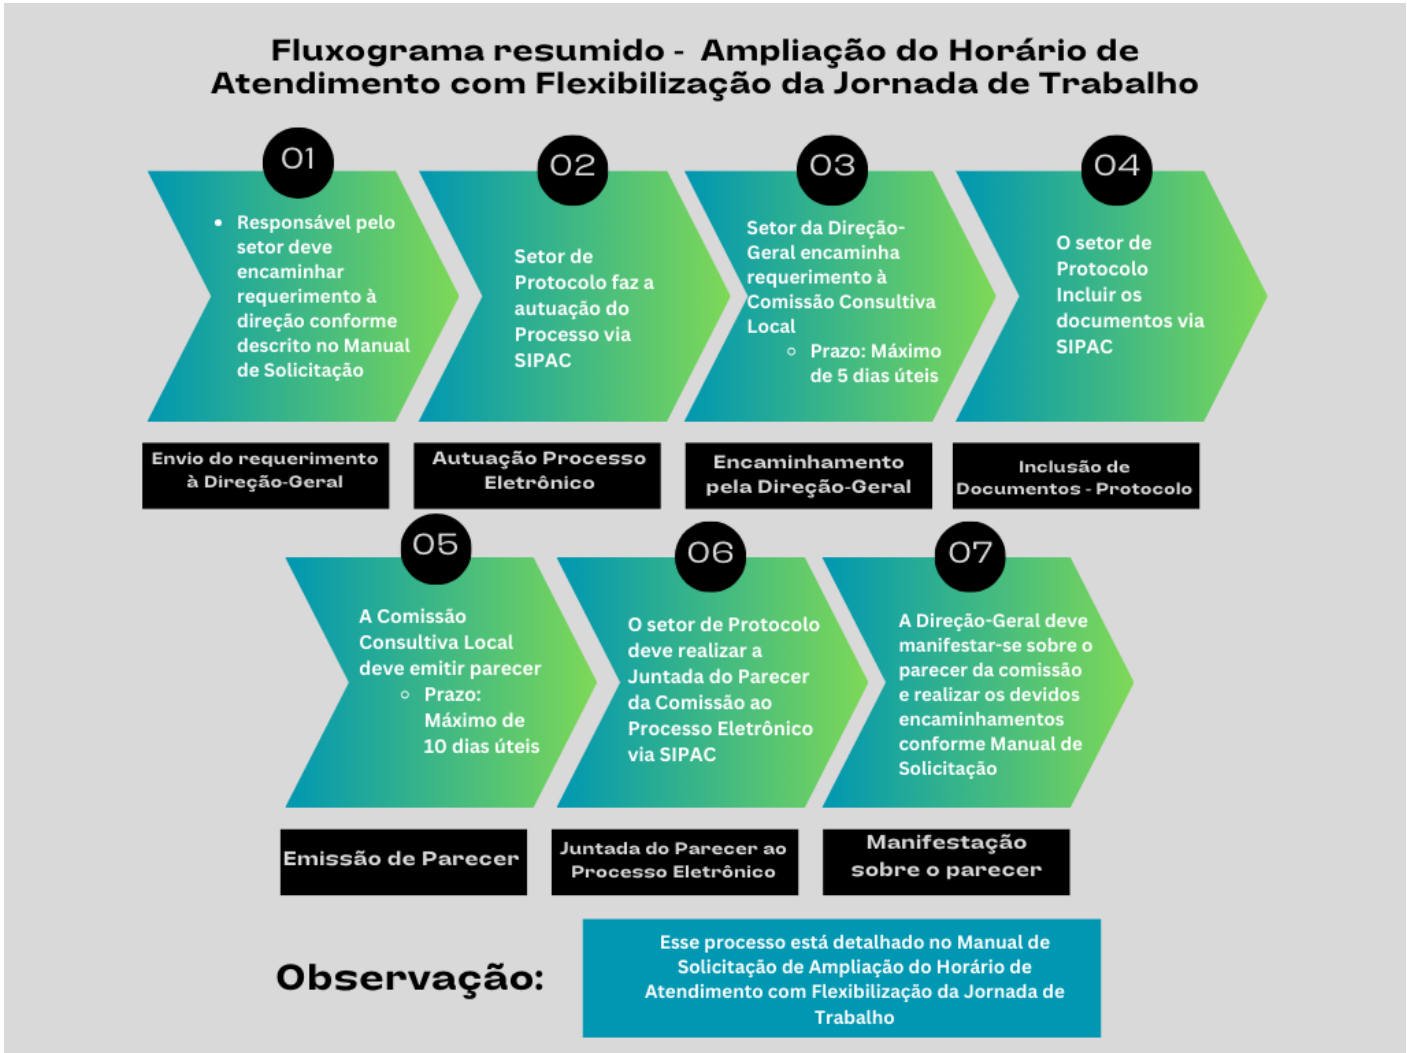 Fluxograma resumido - Ampliação do Horário de
Atendimento com Flexibilização da Jornada de Trabalho
01
• Responsável pelo
setor deve
encaminhar
requerimento à
direção conforme
descrito no Manual
de Solicitação
Envio do requerimento
à Direção-Geral
02
Setor de
Protocolo faz a
autuação do
Processo via
SIPAC
Autuação Processo
Eletrônico
03
Setor da Direção-
Geral encaminha
requerimento à
Comissão Consultiva
Local
○ Prazo: Máximo
de 5 dias úteis
Encaminhamento
pela Direção-Geral
04
O setor de
Protocolo
Incluir os
documentos via
SIPAC
Inclusão de
Documentos - Protocolo
05
A Comissão
Consultiva Local
deve emitir parecer
○ Prazo:
Máximo de
10 dias úteis
Emissão de Parecer
06
O setor de Protocolo
deve realizar a
Juntada do Parecer
da Comissão ao
Processo Eletrônico
via SIPAC
Juntada do Parecer ao
Processo Eletrônico
07
A Direção-Geral deve
manifestar-se sobre o
parecer da comissão
e realizar os devidos
encaminhamentos
conforme Manual de
Solicitação
Manifestação
sobre o parecer
Observação:
Esse processo está detalhado no Manual de
Solicitação de Ampliação do Horário de
Atendimento com Flexibilização da Jornada de
Trabalho